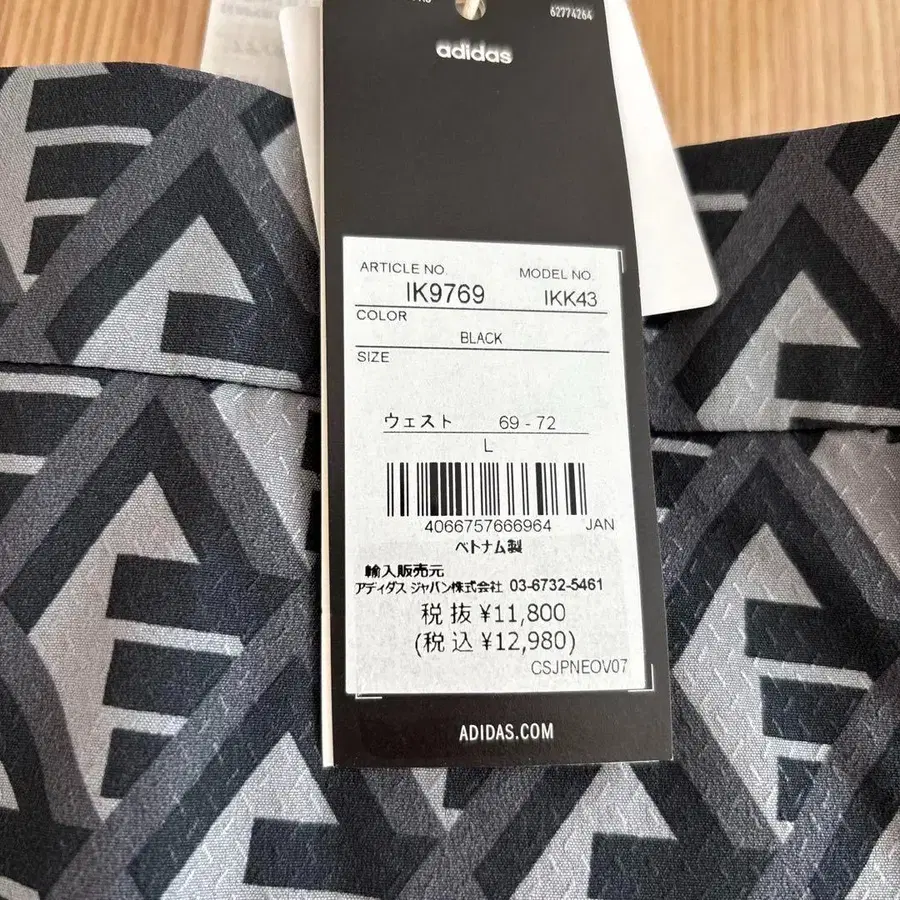 62774264
adidas
ARTICLE NO. MODEL NO.
IK9769 IKK43
COLOR
BLACK
SIZE
ウェスト 69 - 72
L
4066757666964 JAN
ベトナム製
輸入販売元
アディダス ジャパン株式会社 03-6732-5461
税抜 ¥11,800
(税込 ¥12,980)
CSJPNEOV07
ADIDAS.COM